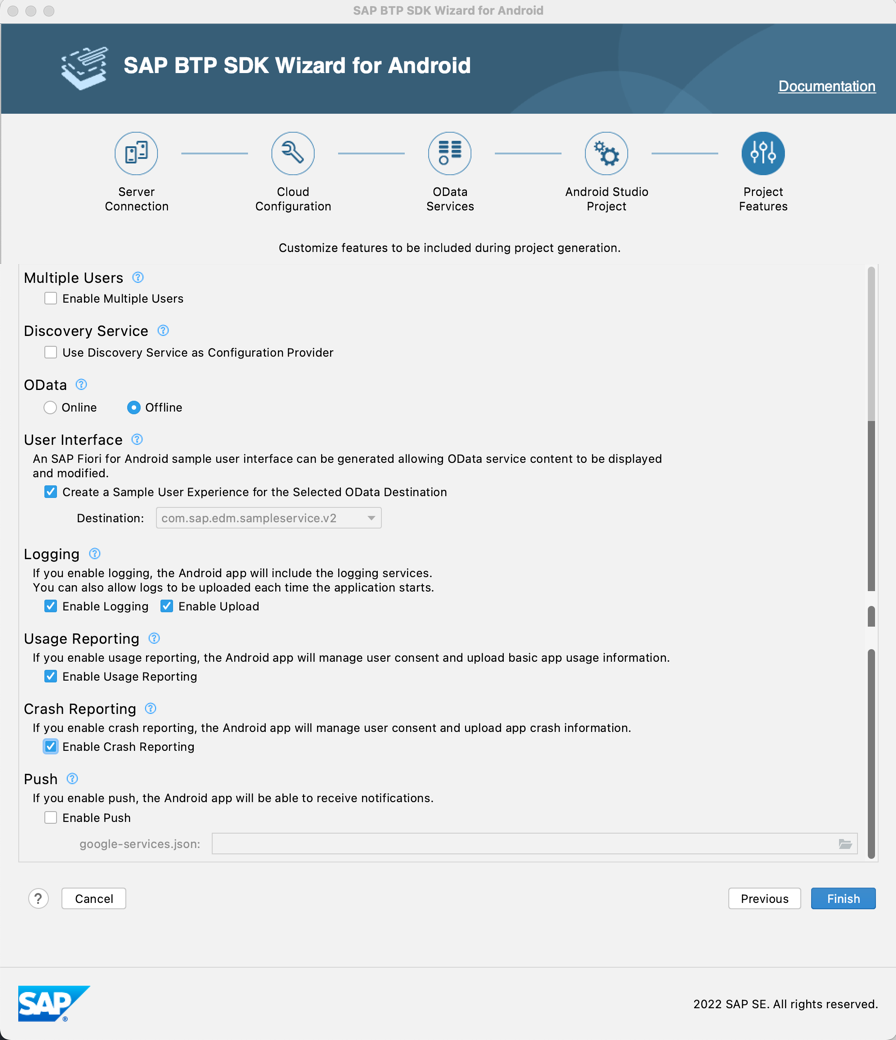 SAP BTP SDK Wizard for Android
SAP BTP SDK Wizard for Android
Documentation
Server
Connection
Cloud
Configuration
OData
Services
Android Studio
Project
Project
Features
Customize features to be included during project generation.
Multiple Users ?
Enable Multiple Users
Discovery Service ?
Use Discovery Service as Configuration Provider
OData ?
Online Offline
User Interface ?
An SAP Fiori for Android sample user interface can be generated allowing OData service content to be displayed
and modified.
Create a Sample User Experience for the Selected OData Destination
Destination: com.sap.edm.sampleservice.v2
Logging ?
If you enable logging, the Android app will include the logging services.
You can also allow logs to be uploaded each time the application starts.
Enable Logging Enable Upload
Usage Reporting ?
If you enable usage reporting, the Android app will manage user consent and upload basic app usage information.
Enable Usage Reporting
Crash Reporting ?
If you enable crash reporting, the Android app will manage user consent and upload app crash information.
Enable Crash Reporting
Push ?
If you enable push, the Android app will be able to receive notifications.
Enable Push
google-services.json:
? Cancel Previous Finish
SAP ®
2022 SAP SE. All rights reserved.